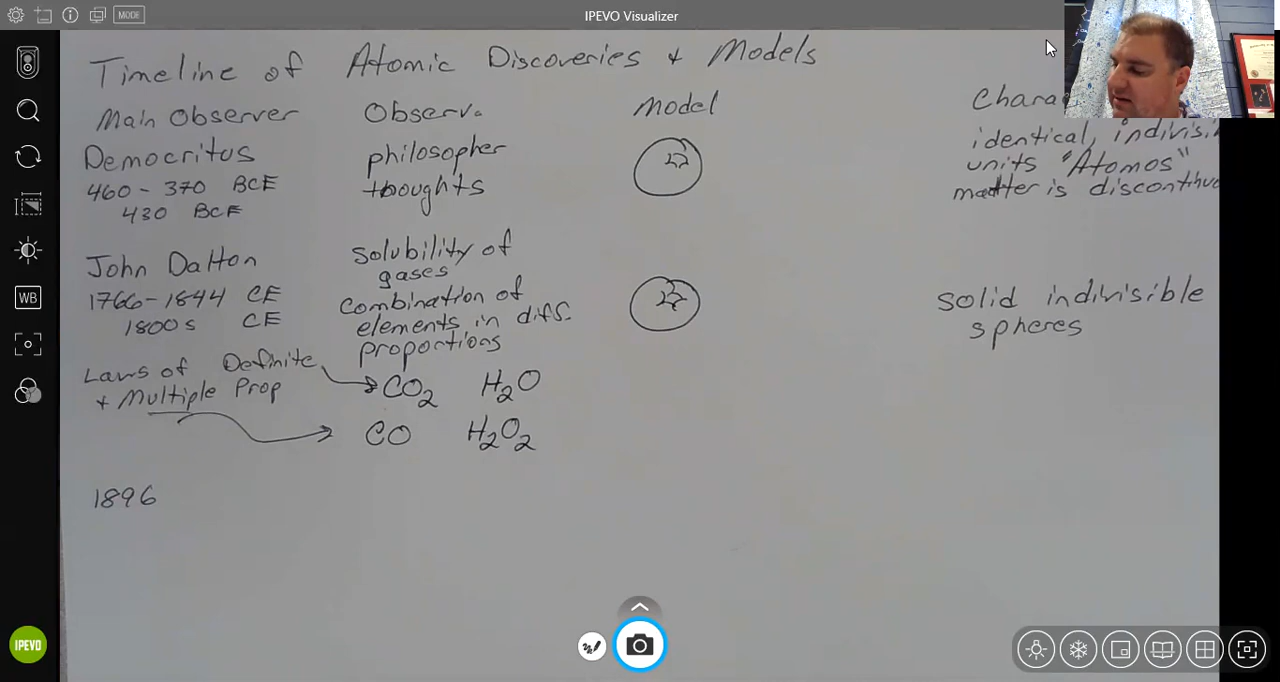 IPEVO Visualizer
MODE
Timeline of Atomic Discoveries + Models
Main Observer Observ. Model Chara
Democritus
460 - 370 BCE
430 BCE
philosopher
thoughts
identical, indivisi
units "Atomos"
matter is discontinuo
John Dalton
1766-1844 CE
1800s CE
solubility of
gases
combination of
elements in diff.
proportions
solid indivisible
spheres
Laws of Definite
+ Multiple Prop
CO2 H2O
CO H2O2
1896
WB
IPEVO